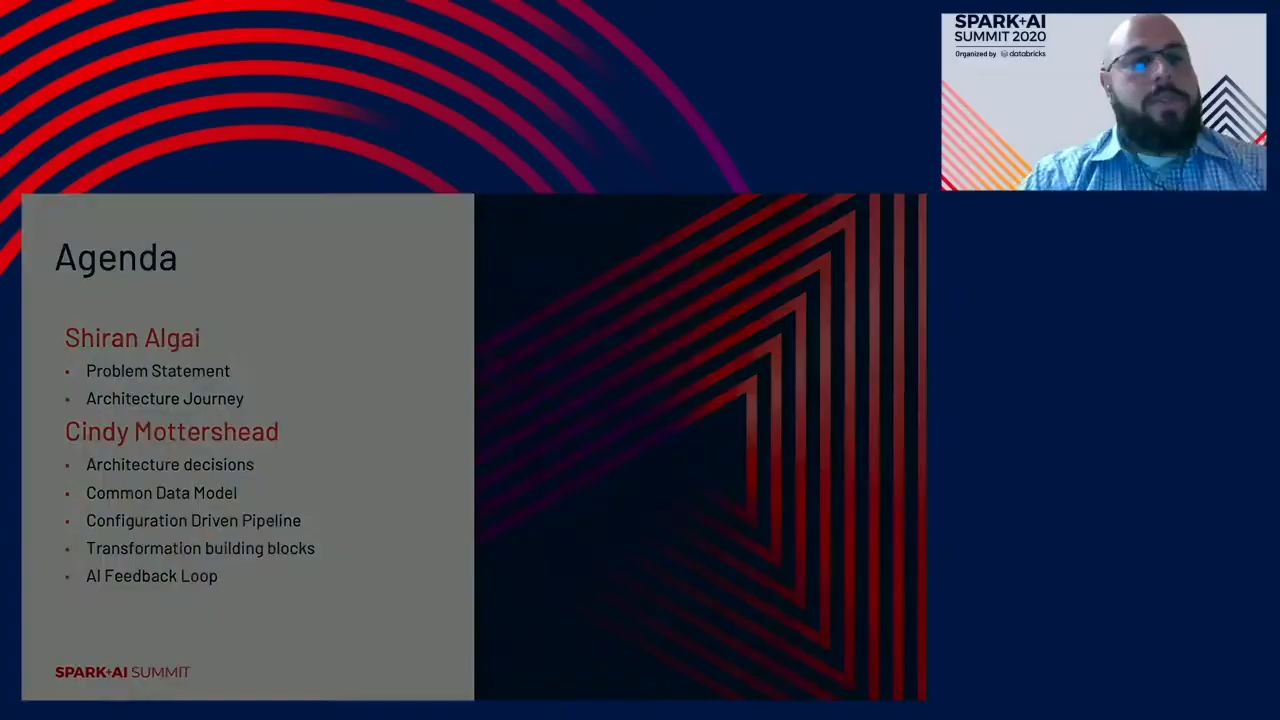 SPARK+AI
SUMMIT 2020
Organized by databricks
Agenda
Shiran Algai
• Problem Statement
• Architecture Journey
Cindy Mottershead
• Architecture decisions
• Common Data Model
• Configuration Driven Pipeline
• Transformation building blocks
• AI Feedback Loop
SPARK+AI SUMMIT